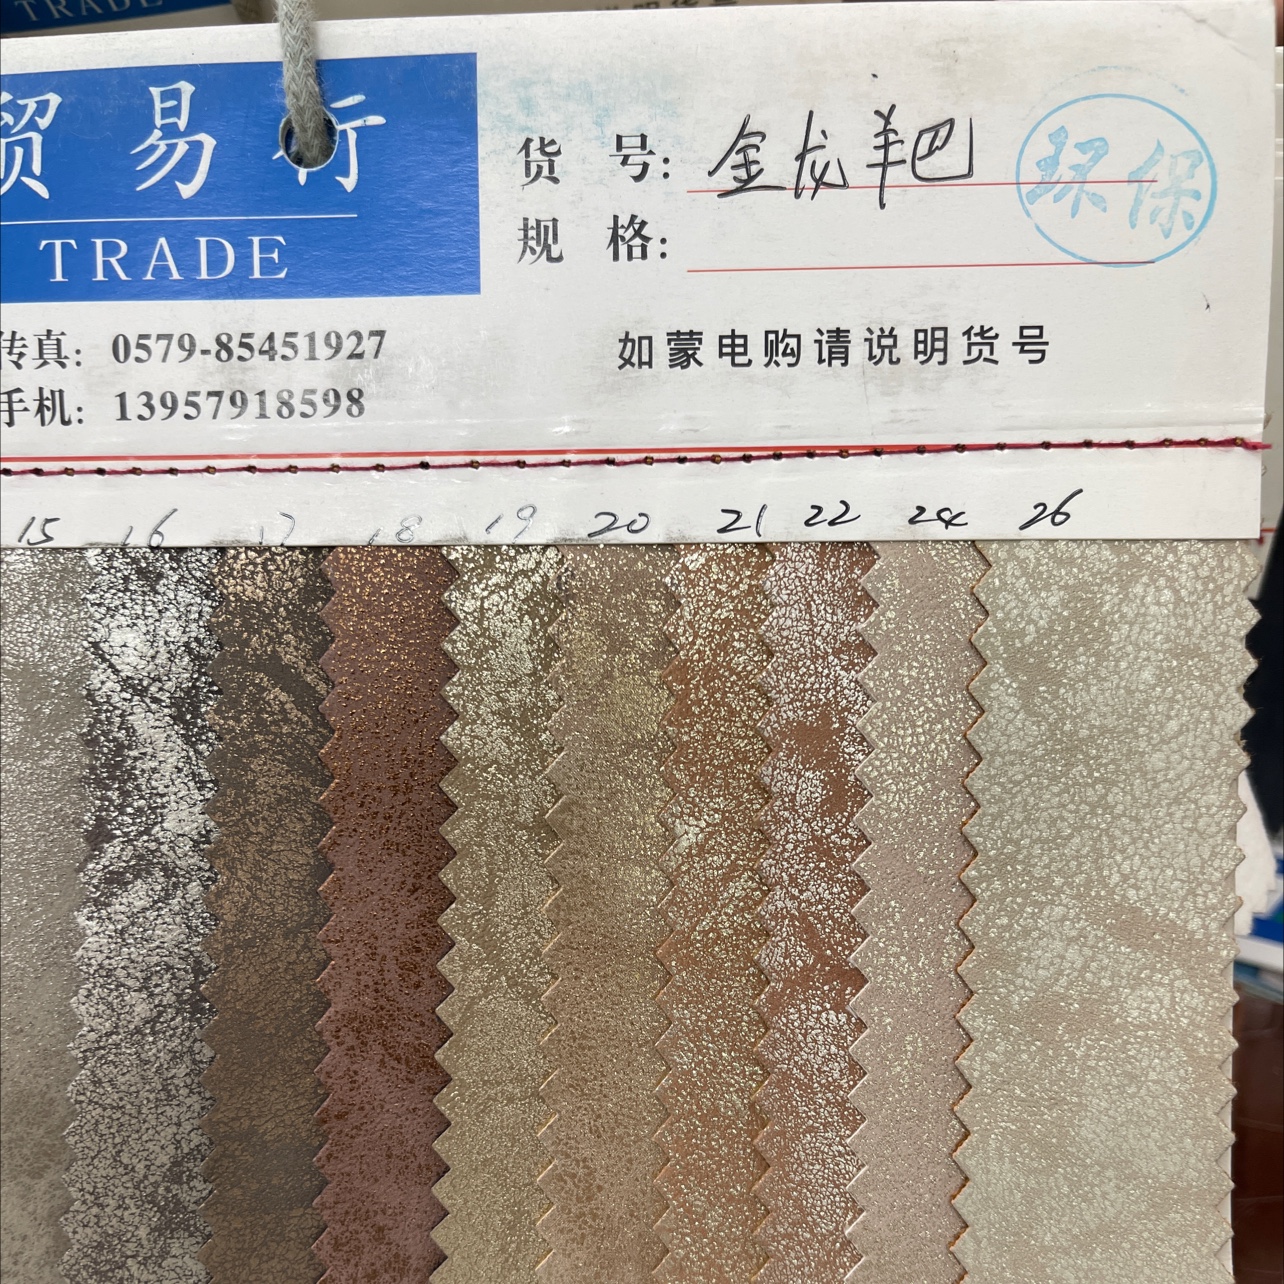 TRADE
贸易行
TRADE
传真：0579-85451927
手机：13957918598
货号：金龙羊巴
规格：
环保
如蒙电购请说明货号
15 16 17 18 19 20 21 22 24 26